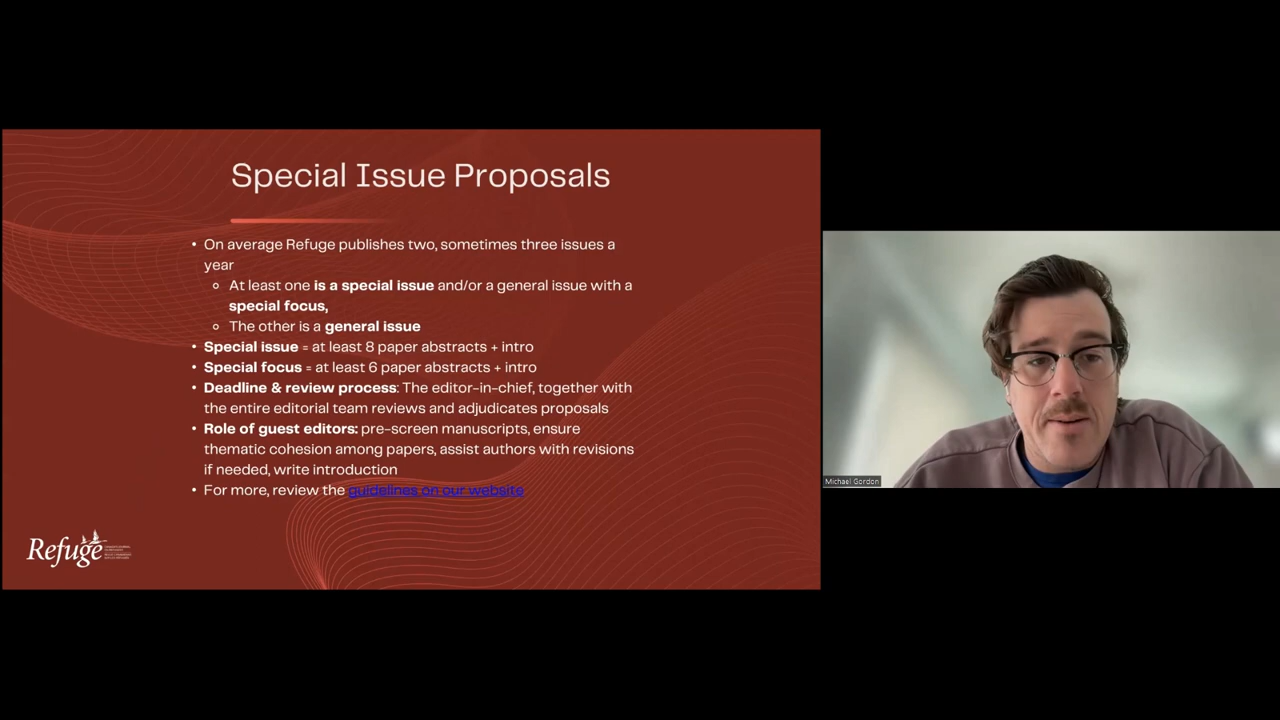 Special Issue Proposals
• On average Refuge publishes two, sometimes three issues a
year
◦ At least one is a special issue and/or a general issue with a
special focus,
◦ The other is a general issue
• Special issue = at least 8 paper abstracts + intro
• Special focus = at least 6 paper abstracts + intro
• Deadline & review process: The editor-in-chief, together with
the entire editorial team reviews and adjudicates proposals
• Role of guest editors: pre-screen manuscripts, ensure
thematic cohesion among papers, assist authors with revisions
if needed, write introduction
• For more, review the guidelines on our website
Refuge
Michael Gordon